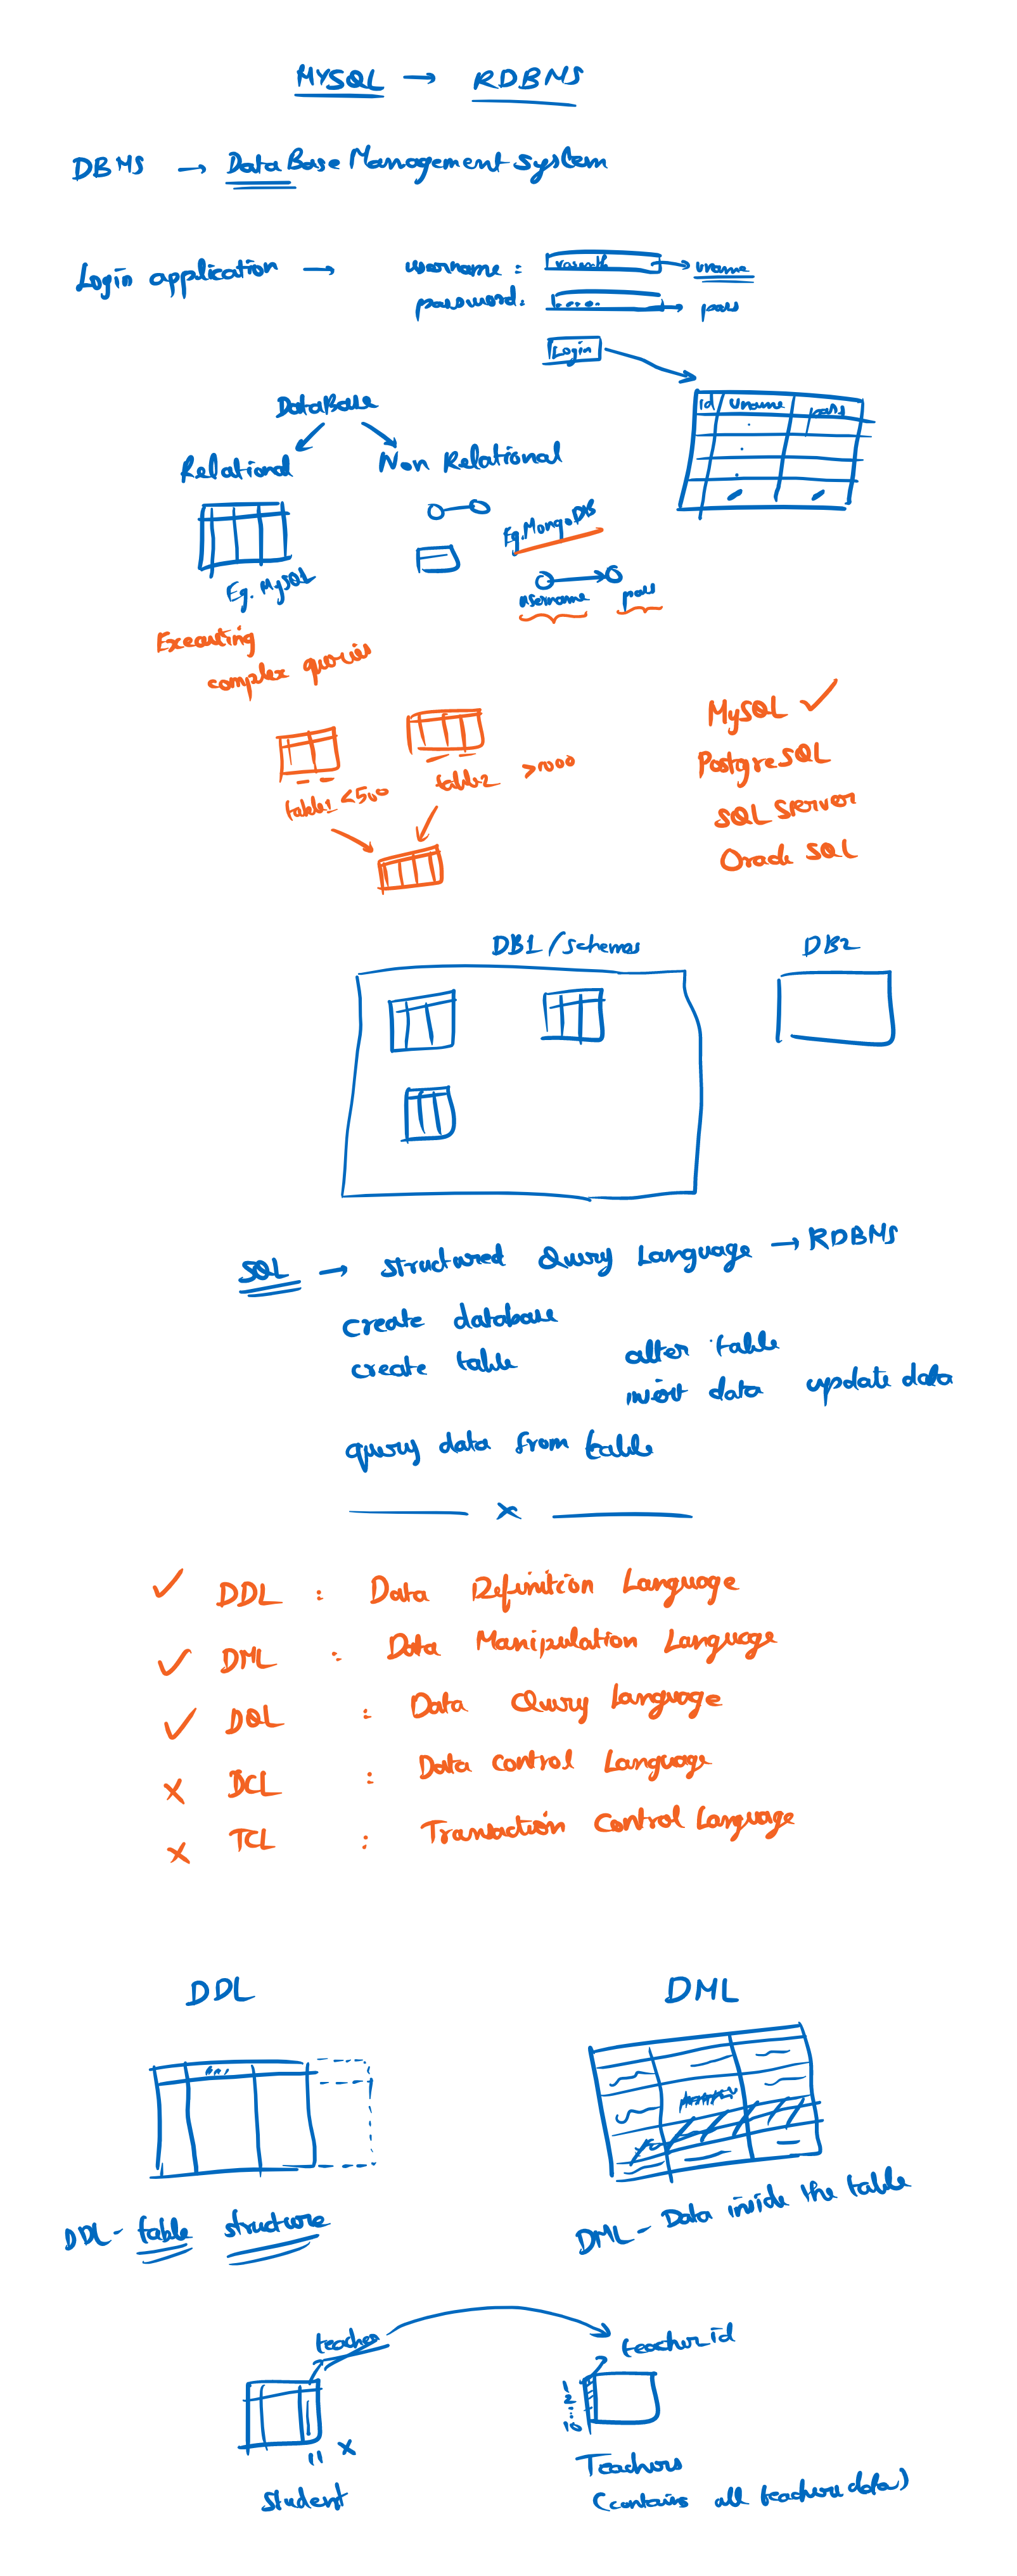 MYSQL → RDBMS
DBMS → DataBase Management system
Login application → username :
uname
password :
pass
Login
id uname pass
DataBase
Relational
Non Relational
Eg. MongoDB
Eg. MySQL
username pass
Executing
complex queries
MySQL ✓
PostgreSQL
table1 <500
table2
SQL Server
Oracle SQL
DB1 / Schemas
DB2
SQL → Structured Query Language → RDBMS
create database
create table
alter table
insert data update data
query data from table
x
✓ DDL : Data Definition Language
✓ DML : Data Manipulation Language
✓ DQL : Data Query Language
x DCL : Data control Language
x TCL : Transaction Control Language
DDL
DML
DDL - table structure
DML - Data inside the table
teacher
teacher id
1
2
10
11 x
Student
Teachers
(contains all teachers data)